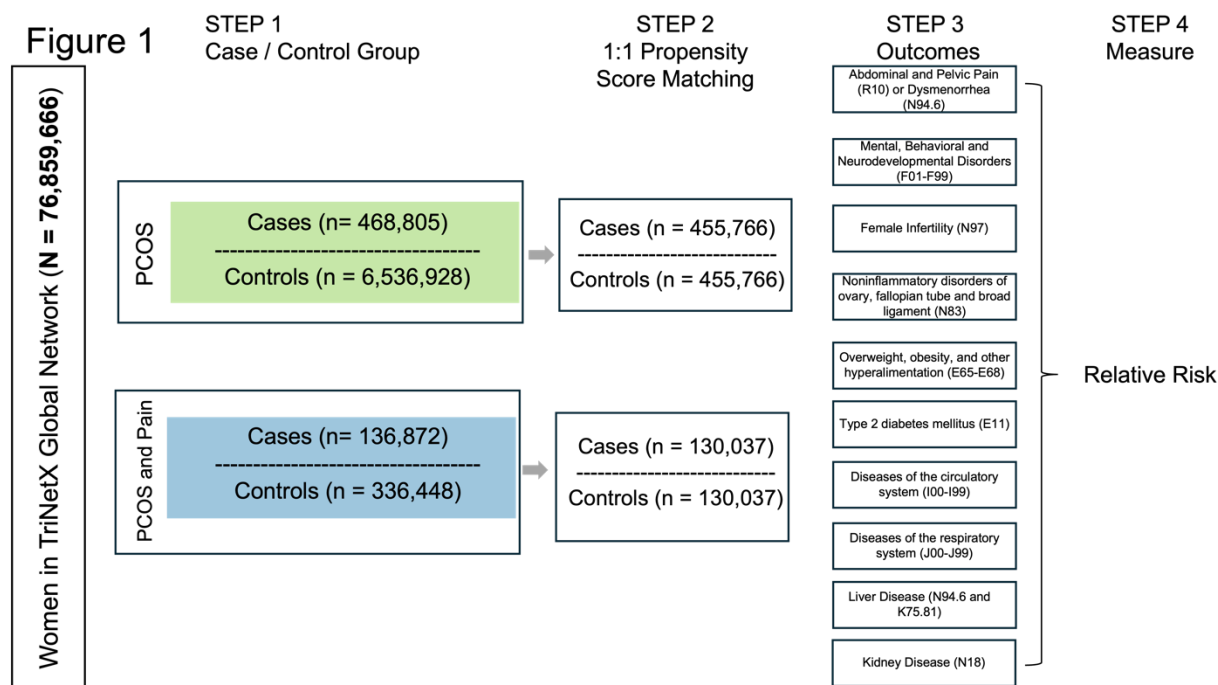 Figure 1
STEP 1
Case / Control Group
STEP 2
1:1 Propensity
Score Matching
STEP 3
Outcomes
STEP 4
Measure
Women in TriNetX Global Network (N = 76,859,666)
PCOS
Cases (n= 468,805)
------------------------------------
Controls (n = 6,536,928)
Cases (n = 455,766)
---------------------------
Controls (n = 455,766)
PCOS and Pain
Cases (n= 136,872)
------------------------------------
Controls (n = 336,448)
Cases (n = 130,037)
---------------------------
Controls (n = 130,037)
Abdominal and Pelvic Pain
(R10) or Dysmenorrhea
(N94.6)
Mental, Behavioral and
Neurodevelopmental Disorders
(F01-F99)
Female Infertility (N97)
Noninflammatory disorders of
ovary, fallopian tube and broad
ligament (N83)
Overweight, obesity, and other
hyperalimentation (E65-E68)
Type 2 diabetes mellitus (E11)
Diseases of the circulatory
system (I00-I99)
Diseases of the respiratory
system (J00-J99)
Liver Disease (N94.6 and
K75.81)
Kidney Disease (N18)
Relative Risk